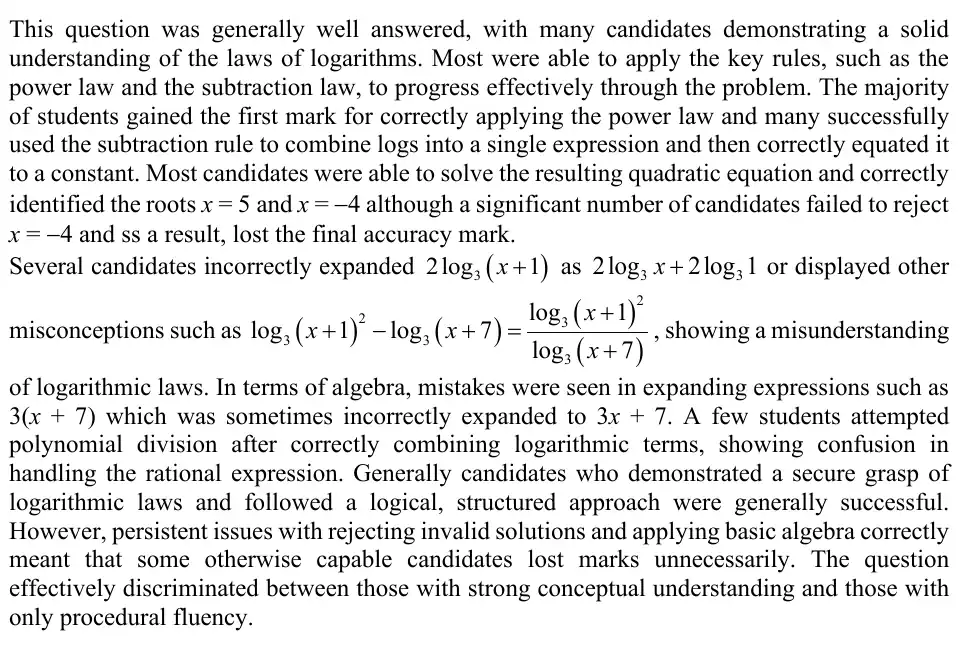 This question was generally well answered, with many candidates demonstrating a solid
understanding of the laws of logarithms. Most were able to apply the key rules, such as the
power law and the subtraction law, to progress effectively through the problem. The majority
of students gained the first mark for correctly applying the power law and many successfully
used the subtraction rule to combine logs into a single expression and then correctly equated it
to a constant. Most candidates were able to solve the resulting quadratic equation and correctly
identified the roots x = 5 and x = –4 although a significant number of candidates failed to reject
x = –4 and ss a result, lost the final accuracy mark.
Several candidates incorrectly expanded 2log₃(x+1) as 2log₃ x + 2log₃ 1 or displayed other
misconceptions such as log₃(x+1)² − log₃(x+7) = log₃(x+1)² / log₃(x+7), showing a misunderstanding
of logarithmic laws. In terms of algebra, mistakes were seen in expanding expressions such as
3(x + 7) which was sometimes incorrectly expanded to 3x + 7. A few students attempted
polynomial division after correctly combining logarithmic terms, showing confusion in
handling the rational expression. Generally candidates who demonstrated a secure grasp of
logarithmic laws and followed a logical, structured approach were generally successful.
However, persistent issues with rejecting invalid solutions and applying basic algebra correctly
meant that some otherwise capable candidates lost marks unnecessarily. The question
effectively discriminated between those with strong conceptual understanding and those with
only procedural fluency.